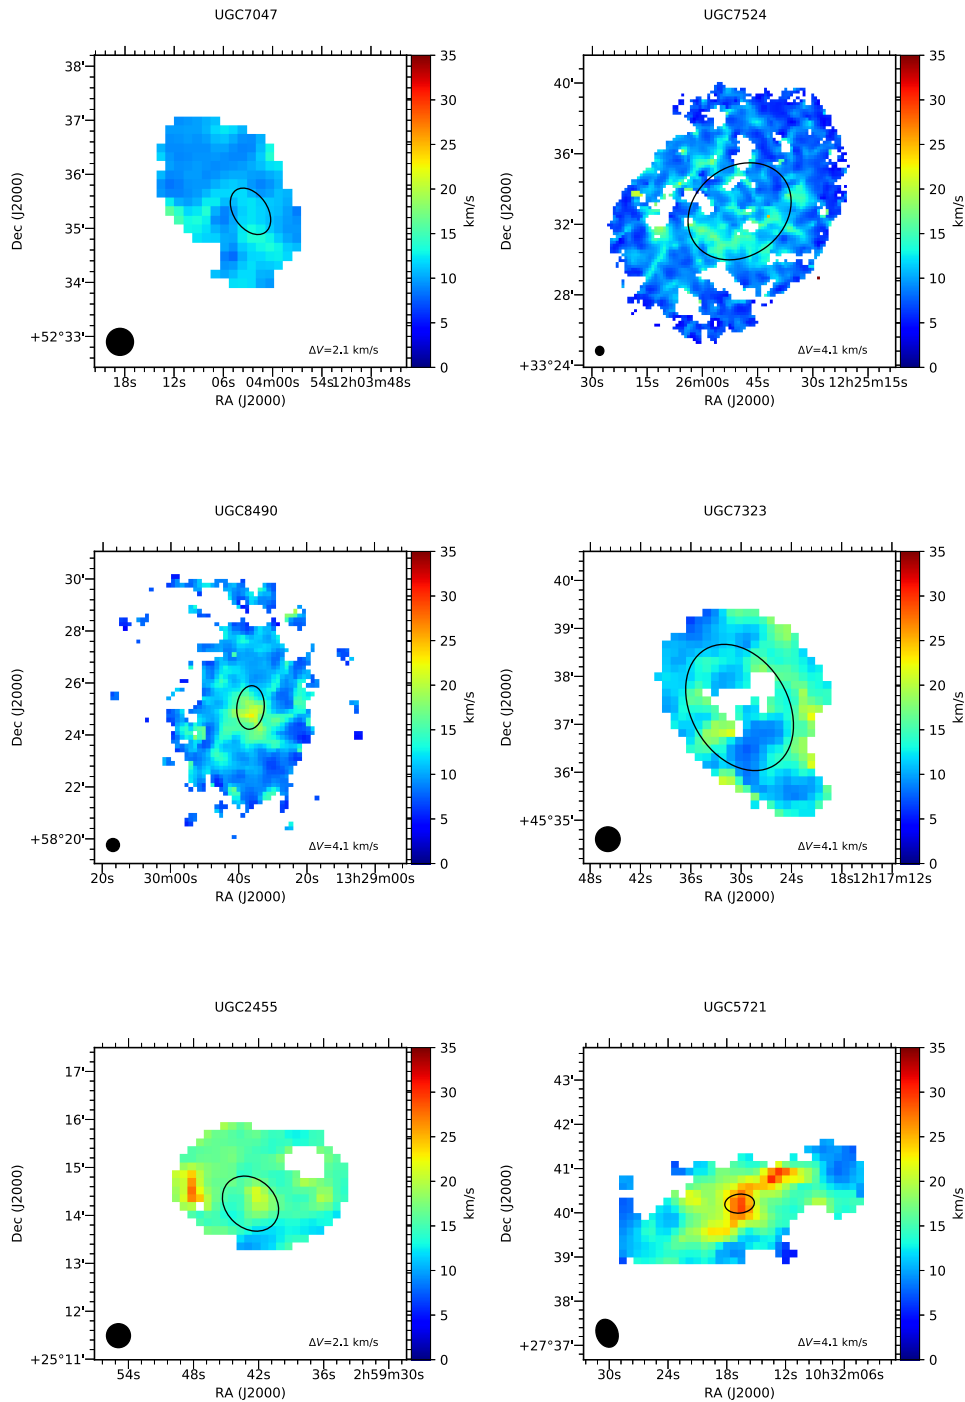 UGC7047
38'
37'
36'
35'
34'
+52°33'
Dec (J2000)
18s 12s 06s 04m00s 54s 12h03m48s
RA (J2000)
ΔV=2.1 km/s
35
30
25
20
15
10
5
0
km/s
UGC7524
40'
36'
32'
28'
+33°24'
Dec (J2000)
30s 15s 26m00s 45s 30s 12h25m15s
RA (J2000)
ΔV=4.1 km/s
35
30
25
20
15
10
5
0
km/s
UGC8490
30'
28'
26'
24'
22'
+58°20'
Dec (J2000)
20s 30m00s 40s 20s 13h29m00s
RA (J2000)
ΔV=4.1 km/s
35
30
25
20
15
10
5
0
km/s
UGC7323
40'
39'
38'
37'
36'
+45°35'
Dec (J2000)
48s 42s 36s 30s 24s 18s 12h17m12s
RA (J2000)
ΔV=4.1 km/s
35
30
25
20
15
10
5
0
km/s
UGC2455
17'
16'
15'
14'
13'
12'
+25°11'
Dec (J2000)
54s 48s 42s 36s 2h59m30s
RA (J2000)
ΔV=2.1 km/s
35
30
25
20
15
10
5
0
km/s
UGC5721
43'
42'
41'
40'
39'
38'
+27°37'
Dec (J2000)
30s 18s 12s 10h32m06s
RA (J2000)
ΔV=4.1 km/s
35
30
25
20
15
10
5
0
km/s